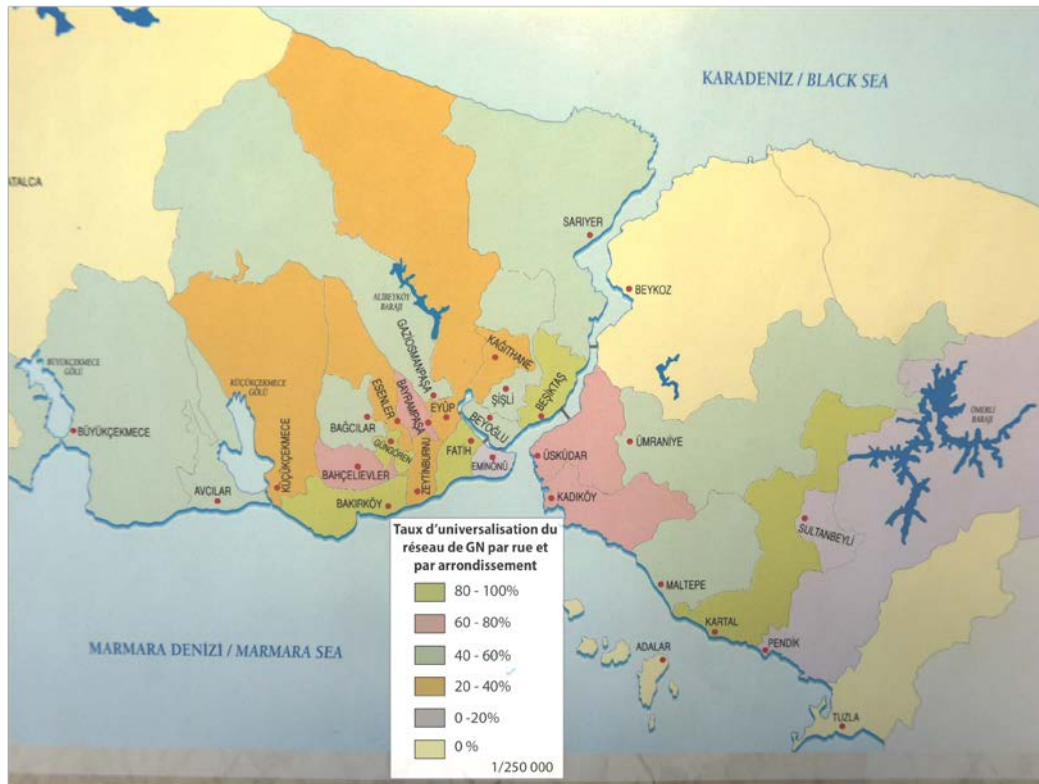 KARADENİZ / BLACK SEA
ATALCA
SARIYER
BEYKOZ
ALİBEYKÖY
BARAJI
BÜYÜKÇEKMECE
GÖLÜ
KÜÇÜKÇEKMECE
GÖLÜ
GAZİOSMANPAŞA
KAĞITHANE
ESENLER
BAYRAMPAŞA
EYÜP
ŞİŞLİ
BEŞİKTAŞ
BEYOĞLU
ÖMERLİ
BARAJI
BÜYÜKÇEKMECE
BAĞCILAR
GÜNGÖREN
FATİH
EMİNÖNÜ
ÜSKÜDAR
ÜMRANİYE
BAHÇELİEVLER
KÜÇÜKÇEKMECE
ZEYTİNBURNU
AVCILAR
BAKIRKÖY
KADIKÖY
SULTANBEYLİ
MALTEPE
KARTAL
PENDİK
ADALAR
TUZLA
MARMARA DENİZİ / MARMARA SEA
Taux d'universalisation du
réseau de GN par rue et
par arrondissement
80 - 100%
60 - 80%
40 - 60%
20 - 40%
0 -20%
0 %
1/250 000